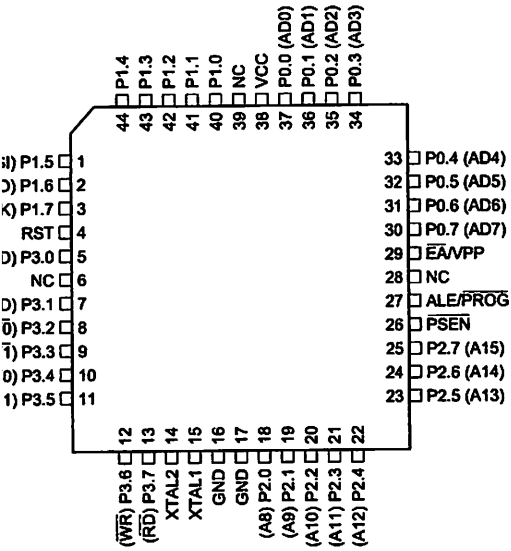 P1.4
P1.3
P1.2
P1.1
P1.0
NC
VCC
P0.0 (AD0)
P0.1 (AD1)
P0.2 (AD2)
P0.3 (AD3)
44
43
42
41
40
39
38
37
36
35
34
P1.5 1
P1.6 2
P1.7 3
RST 4
P3.0 5
NC 6
P3.1 7
P3.2 8
P3.3 9
0) P3.4 10
1) P3.5 11
33 P0.4 (AD4)
32 P0.5 (AD5)
31 P0.6 (AD6)
30 P0.7 (AD7)
29 E̅A̅/VPP
28 NC
27 ALE/P̅R̅O̅G̅
26 P̅S̅E̅N̅
25 P2.7 (A15)
24 P2.6 (A14)
23 P2.5 (A13)
12
13
14
15
16
17
18
19
20
21
22
(W̅R̅) P3.6
(R̅D̅) P3.7
XTAL2
XTAL1
GND
GND
(A8) P2.0
(A9) P2.1
(A10) P2.2
(A11) P2.3
(A12) P2.4